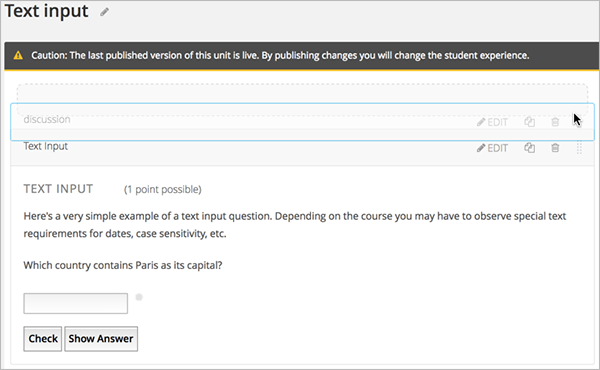 Text input
Caution: The last published version of this unit is live. By publishing changes you will change the student experience.
discussion EDIT
Text Input EDIT
TEXT INPUT (1 point possible)
Here's a very simple example of a text input question. Depending on the course you may have to observe special text
requirements for dates, case sensitivity, etc.
Which country contains Paris as its capital?
Check Show Answer